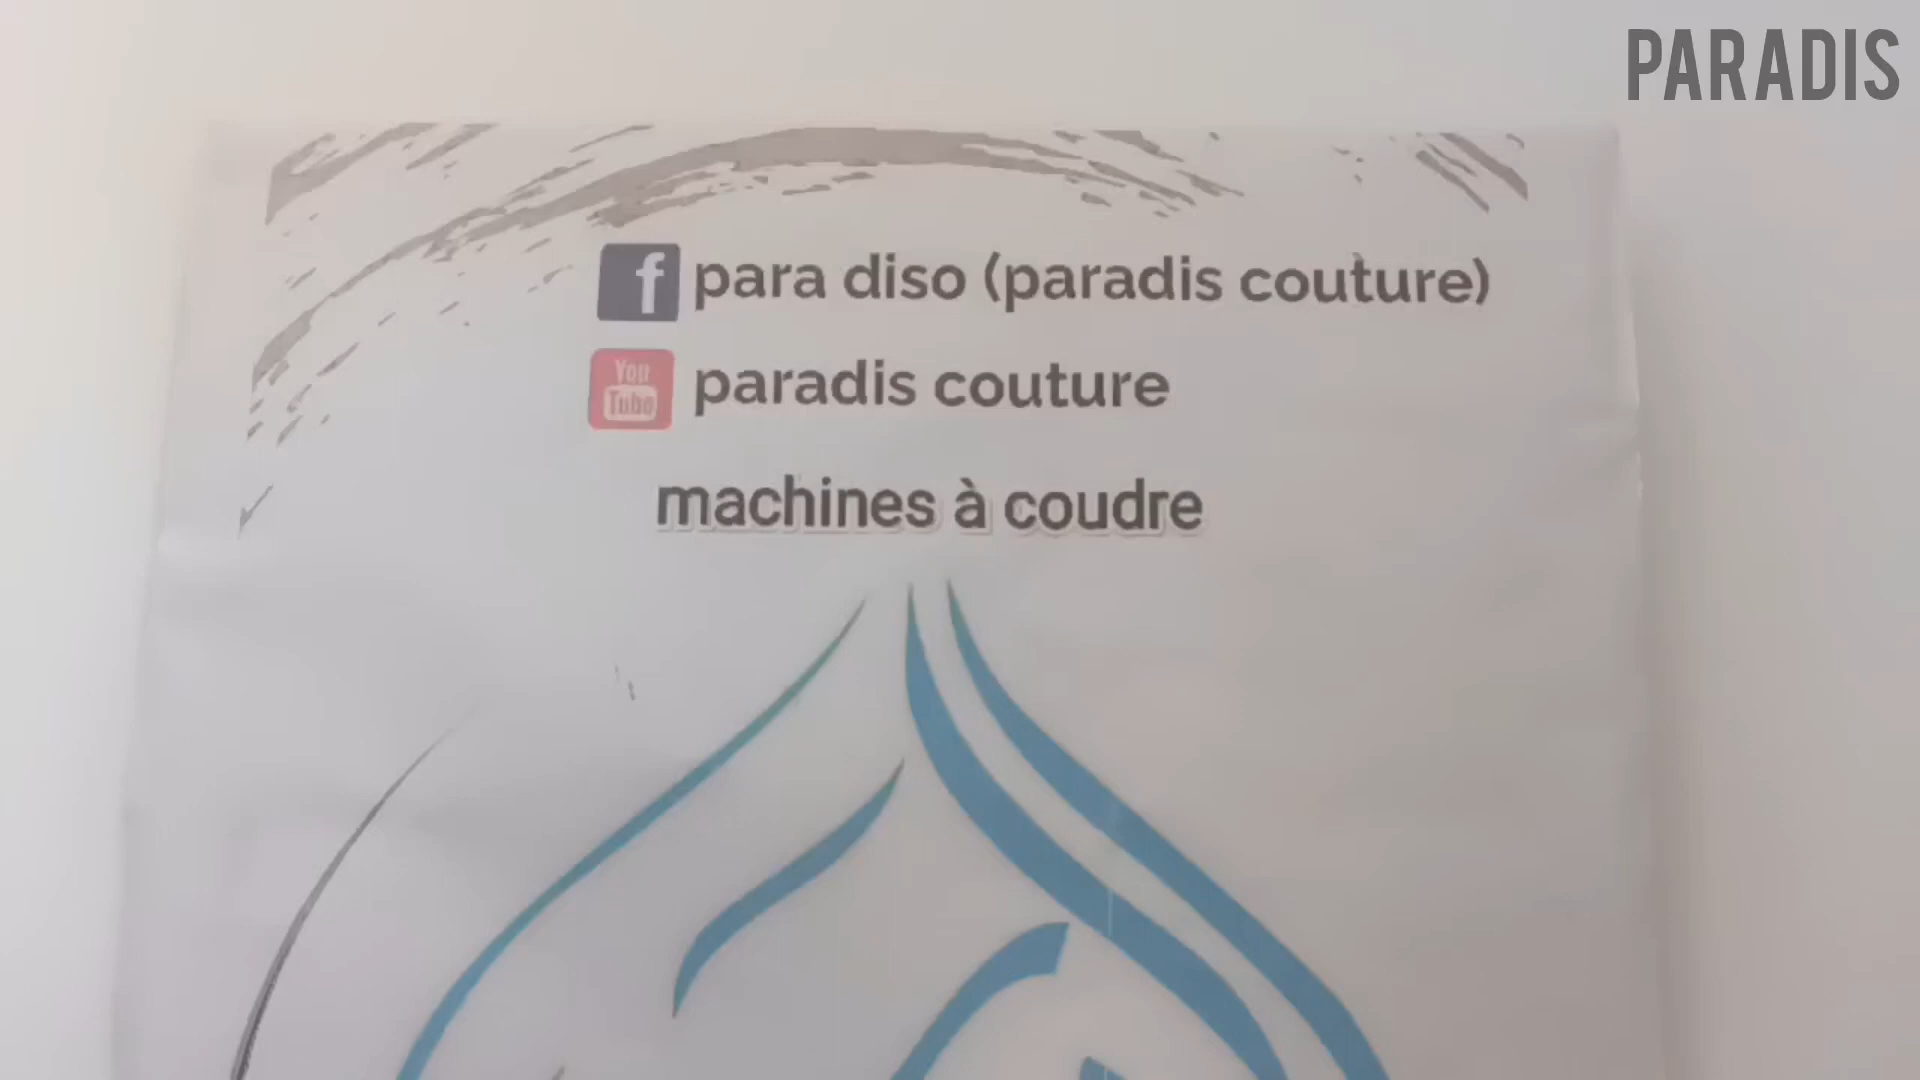 PARADIS
f para diso (paradis couture)
You
Tube
paradis couture
machines à coudre